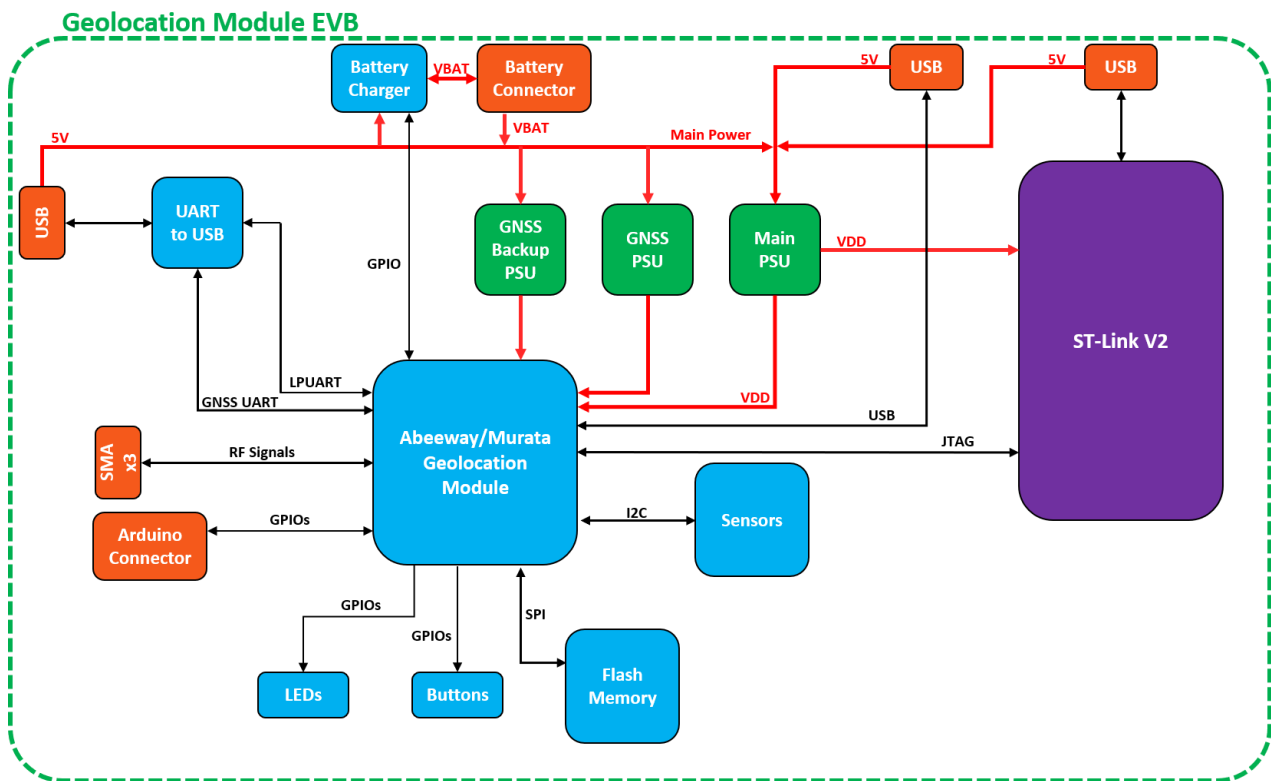 Geolocation Module EVB
Battery
Charger
VBAT
Battery
Connector
5V
USB
5V
USB
VBAT
5V
Main Power
USB
UART
to USB
GPIO
GNSS
Backup
PSU
GNSS
PSU
Main
PSU
VDD
ST-Link V2
LPUART
GNSS UART
VDD
USB
JTAG
Abeeway/Murata
Geolocation
Module
SMA
x3
RF Signals
Arduino
Connector
GPIOs
I2C
Sensors
GPIOs
GPIOs
SPI
LEDs
Buttons
Flash
Memory